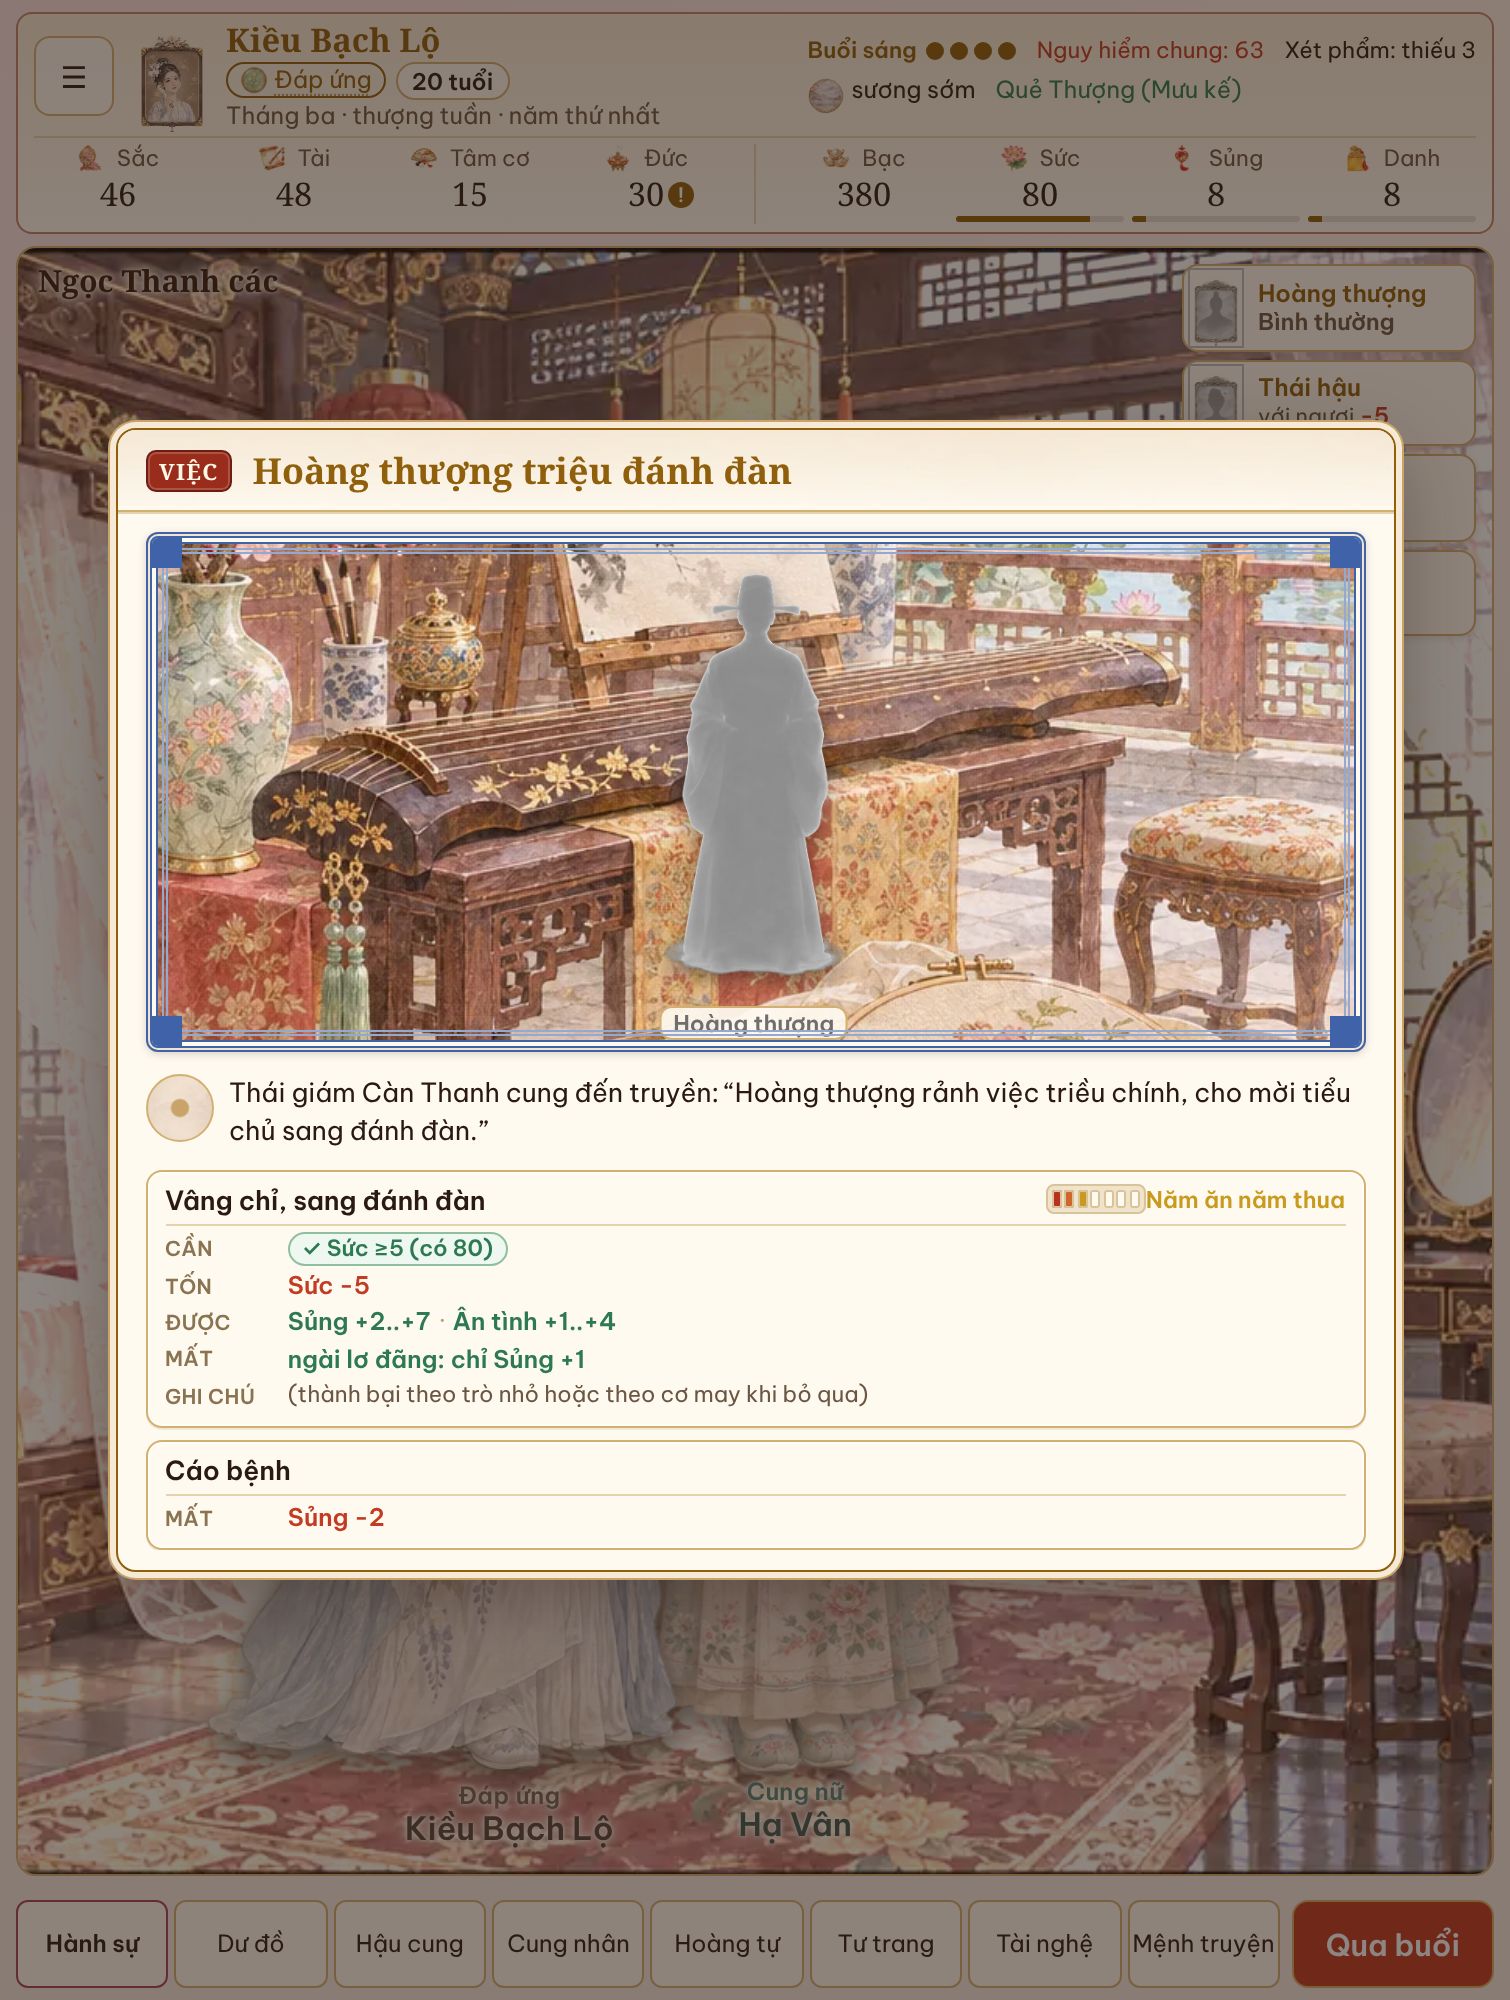 ☰
Kiều Bạch Lộ
Đáp ứng
20 tuổi
Tháng ba · thượng tuần · năm thứ nhất
Buổi sáng
Nguy hiểm chung: 63
Xét phẩm: thiếu 3
sương sớm
Quẻ Thượng (Mưu kế)
Sắc
46
Tài
48
Tâm cơ
15
Đức
30 !
Bạc
380
Sức
80
Sủng
8
Danh
8
Ngọc Thanh các
Hoàng thượng
Bình thường
Thái hậu
với ngươi -5
VIỆC
Hoàng thượng triệu đánh đàn
Hoàng thượng
Thái giám Càn Thanh cung đến truyền: “Hoàng thượng rảnh việc triều chính, cho mời tiểu
chủ sang đánh đàn.”
Vâng chỉ, sang đánh đàn
Năm ăn năm thua
CẦN
✓ Sức ≥5 (có 80)
TỐN
Sức -5
ĐƯỢC
Sủng +2..+7 · Ân tình +1..+4
MẤT
ngài lơ đãng: chỉ Sủng +1
GHI CHÚ
(thành bại theo trò nhỏ hoặc theo cơ may khi bỏ qua)
Cáo bệnh
MẤT
Sủng -2
Đáp ứng
Kiều Bạch Lộ
Cung nữ
Hạ Vân
Hành sự
Dư đồ
Hậu cung
Cung nhân
Hoàng tự
Tư trang
Tài nghệ
Mệnh truyện
Qua buổi